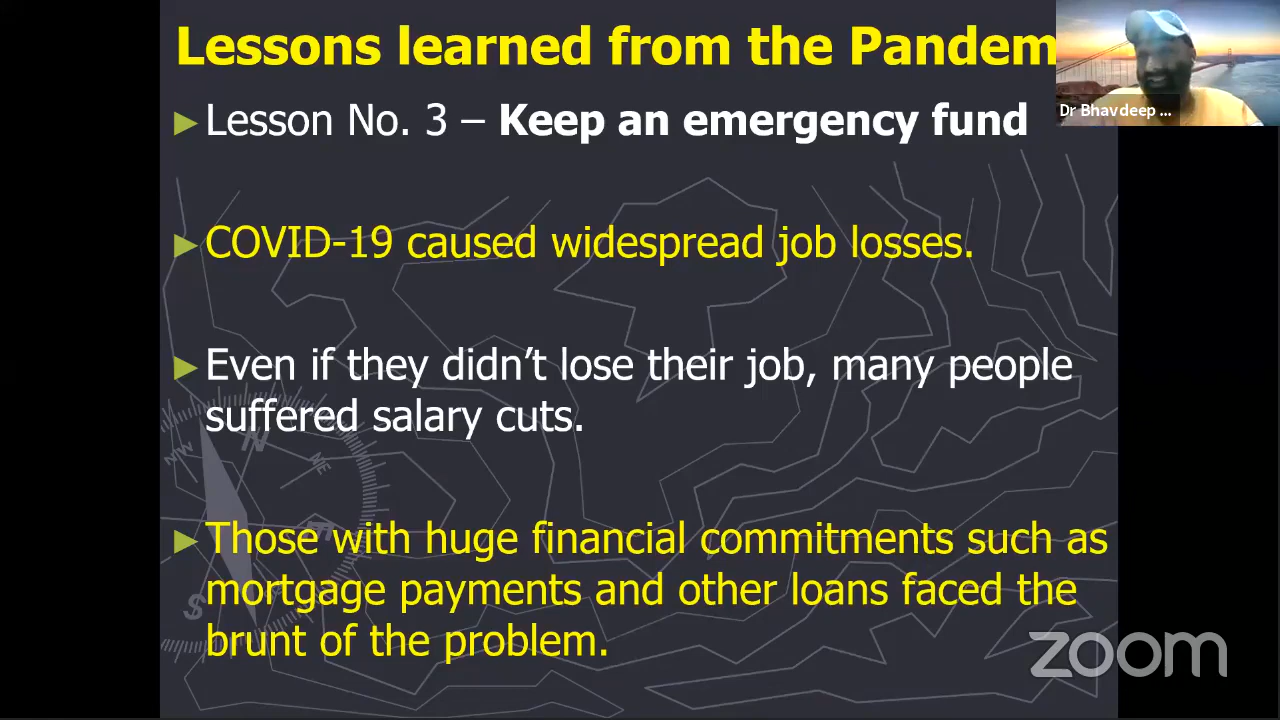 Lessons learned from the Pandem
Dr Bhavdeep ...
►Lesson No. 3 – Keep an emergency fund
►COVID-19 caused widespread job losses.
►Even if they didn’t lose their job, many people
suffered salary cuts.
►Those with huge financial commitments such as
mortgage payments and other loans faced the
brunt of the problem.
N
NW
NE
E
S
zoom